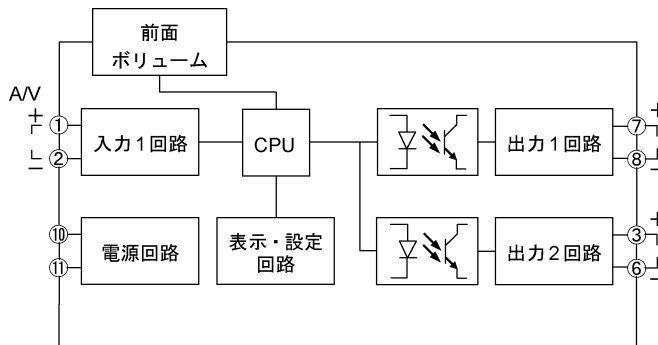 前面
ボリューム
A/V
+
① 入力1回路 CPU 出力1回路 ⑦ +
② ⑧
− −
⑩ 電源回路 表示・設定
回路 出力2回路 ③ +
⑪ ⑥
−